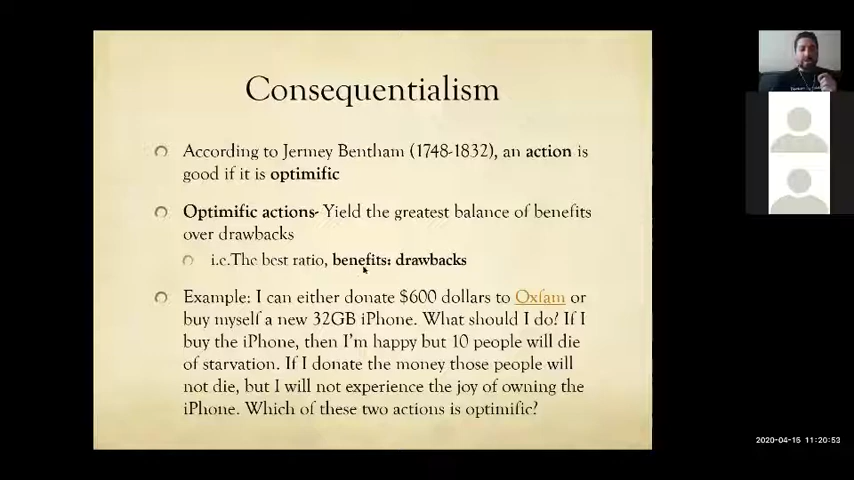 Consequentialism
According to Jermey Bentham (1748-1832), an action is
good if it is optimific
Optimific actions- Yield the greatest balance of benefits
over drawbacks
i.e.The best ratio, benefits: drawbacks
Example: I can either donate $600 dollars to Oxfam or
buy myself a new 32GB iPhone. What should I do? If I
buy the iPhone, then I'm happy but 10 people will die
of starvation. If I donate the money those people will
not die, but I will not experience the joy of owning the
iPhone. Which of these two actions is optimific?
2020-04-15 11:20:53